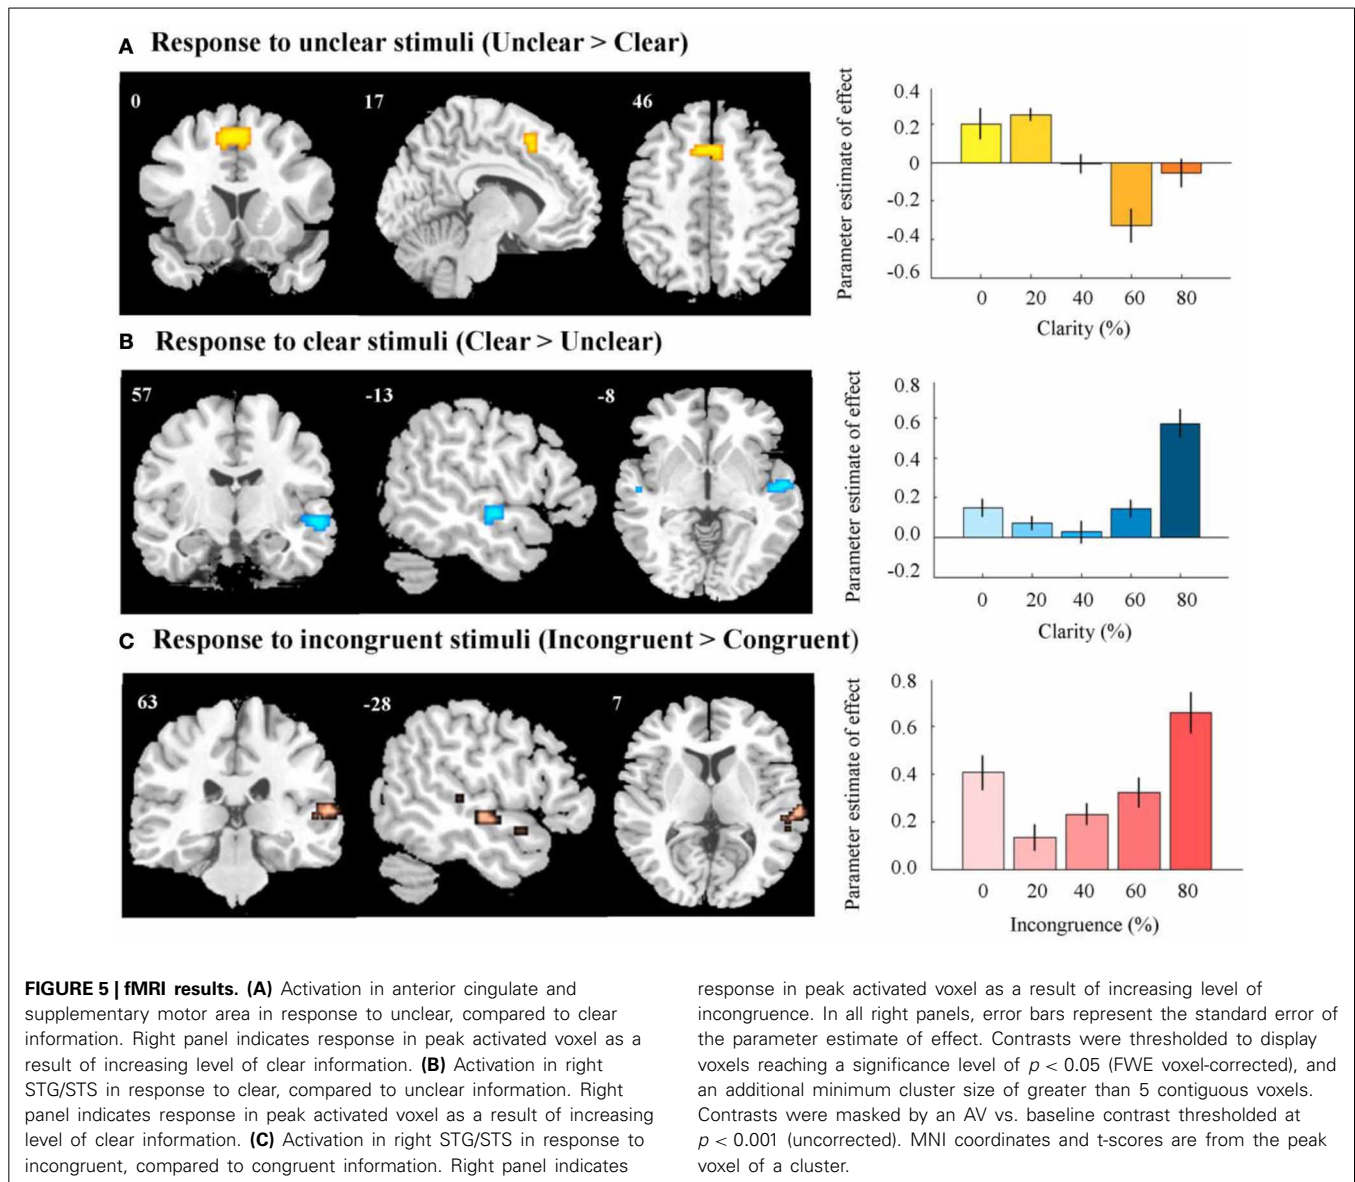 A Response to unclear stimuli (Unclear > Clear)
0
17
46
Parameter estimate of effect
0.4
0.2
0
-0.2
-0.4
-0.6
0 20 40 60 80
Clarity (%)
B Response to clear stimuli (Clear > Unclear)
57
-13
-8
Parameter estimate of effect
0.8
0.6
0.4
0.2
0.0
-0.2
0 20 40 60 80
Clarity (%)
C Response to incongruent stimuli (Incongruent > Congruent)
63
-28
7
Parameter estimate of effect
0.8
0.6
0.4
0.2
0.0
0 20 40 60 80
Incongruence (%)
FIGURE 5 | fMRI results. (A) Activation in anterior cingulate and
supplementary motor area in response to unclear, compared to clear
information. Right panel indicates response in peak activated voxel as a
result of increasing level of clear information. (B) Activation in right
STG/STS in response to clear, compared to unclear information. Right
panel indicates response in peak activated voxel as a result of increasing
level of clear information. (C) Activation in right STG/STS in response to
incongruent, compared to congruent information. Right panel indicates
response in peak activated voxel as a result of increasing level of
incongruence. In all right panels, error bars represent the standard error of
the parameter estimate of effect. Contrasts were thresholded to display
voxels reaching a significance level of p < 0.05 (FWE voxel-corrected), and
an additional minimum cluster size of greater than 5 contiguous voxels.
Contrasts were masked by an AV vs. baseline contrast thresholded at
p < 0.001 (uncorrected). MNI coordinates and t-scores are from the peak
voxel of a cluster.